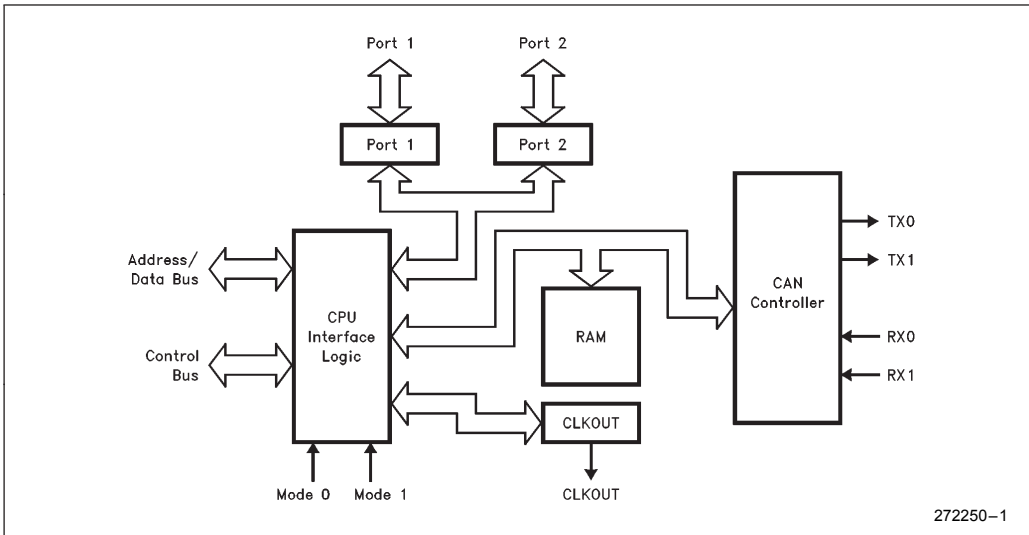 Port 1
Port 2
Port 1
Port 2
Address/
Data Bus
Control
Bus
CPU
Interface
Logic
RAM
CAN
Controller
TX0
TX1
RX0
RX1
CLKOUT
Mode 0
Mode 1
CLKOUT
272250–1